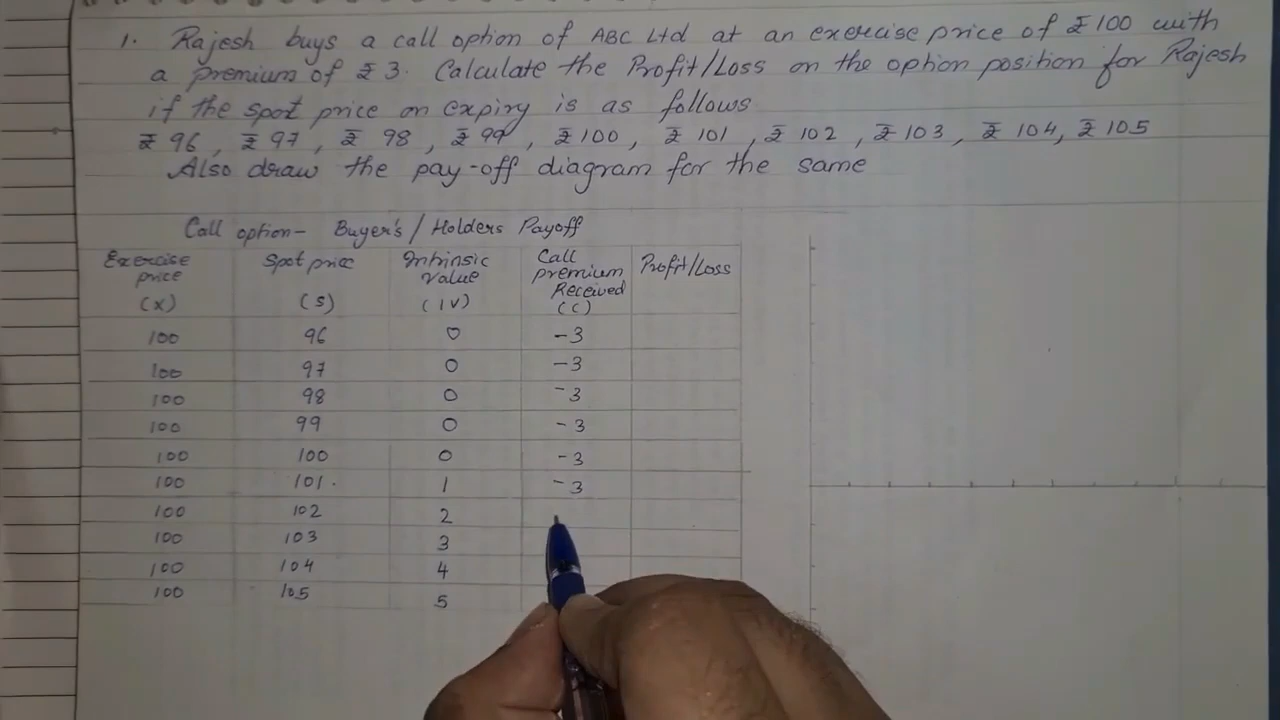 1. Rajesh buys a call option of ABC Ltd at an exercise price of ₹ 100 with
a premium of ₹ 3. Calculate the Profit/Loss on the option position for Rajesh
if the spot price on expiry is as follows
₹ 96, ₹ 97, ₹ 98, ₹ 99, ₹ 100, ₹ 101, ₹ 102, ₹ 103, ₹ 104, ₹ 105
Also draw the pay-off diagram for the same
Call option- Buyer's / Holders Payoff
Exercise price (X) Spot price (S) Intrinsic Value (IV) Call premium Received (C) Profit/Loss
100 96 0 -3
100 97 0 -3
100 98 0 -3
100 99 0 -3
100 100 0 -3
100 101. 1 -3
100 102 2
100 103 3
100 104 4
100 105 5